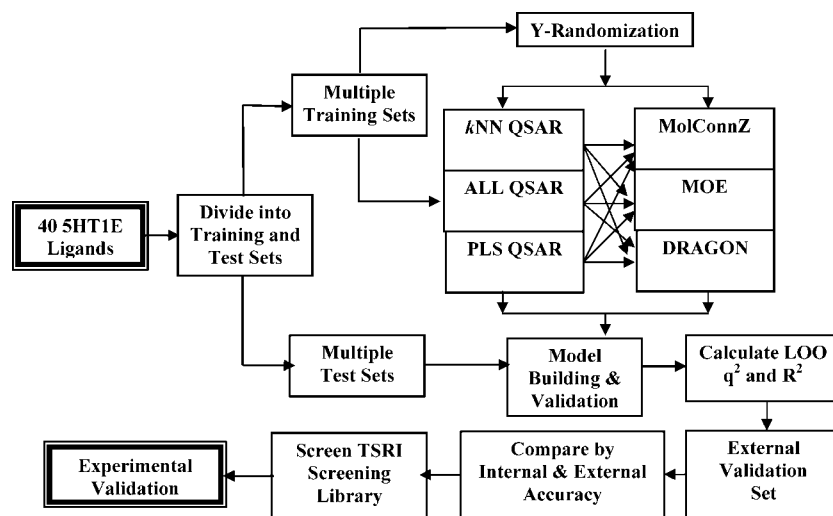 Y-Randomization
Multiple
Training Sets
kNN QSAR
MolConnZ
ALL QSAR
MOE
PLS QSAR
DRAGON
40 5HT1E
Ligands
Divide into
Training and
Test Sets
Multiple
Test Sets
Model
Building &
Validation
Calculate LOO
q² and R²
External
Validation
Set
Compare by
Internal & External
Accuracy
Screen TSRI
Screening
Library
Experimental
Validation